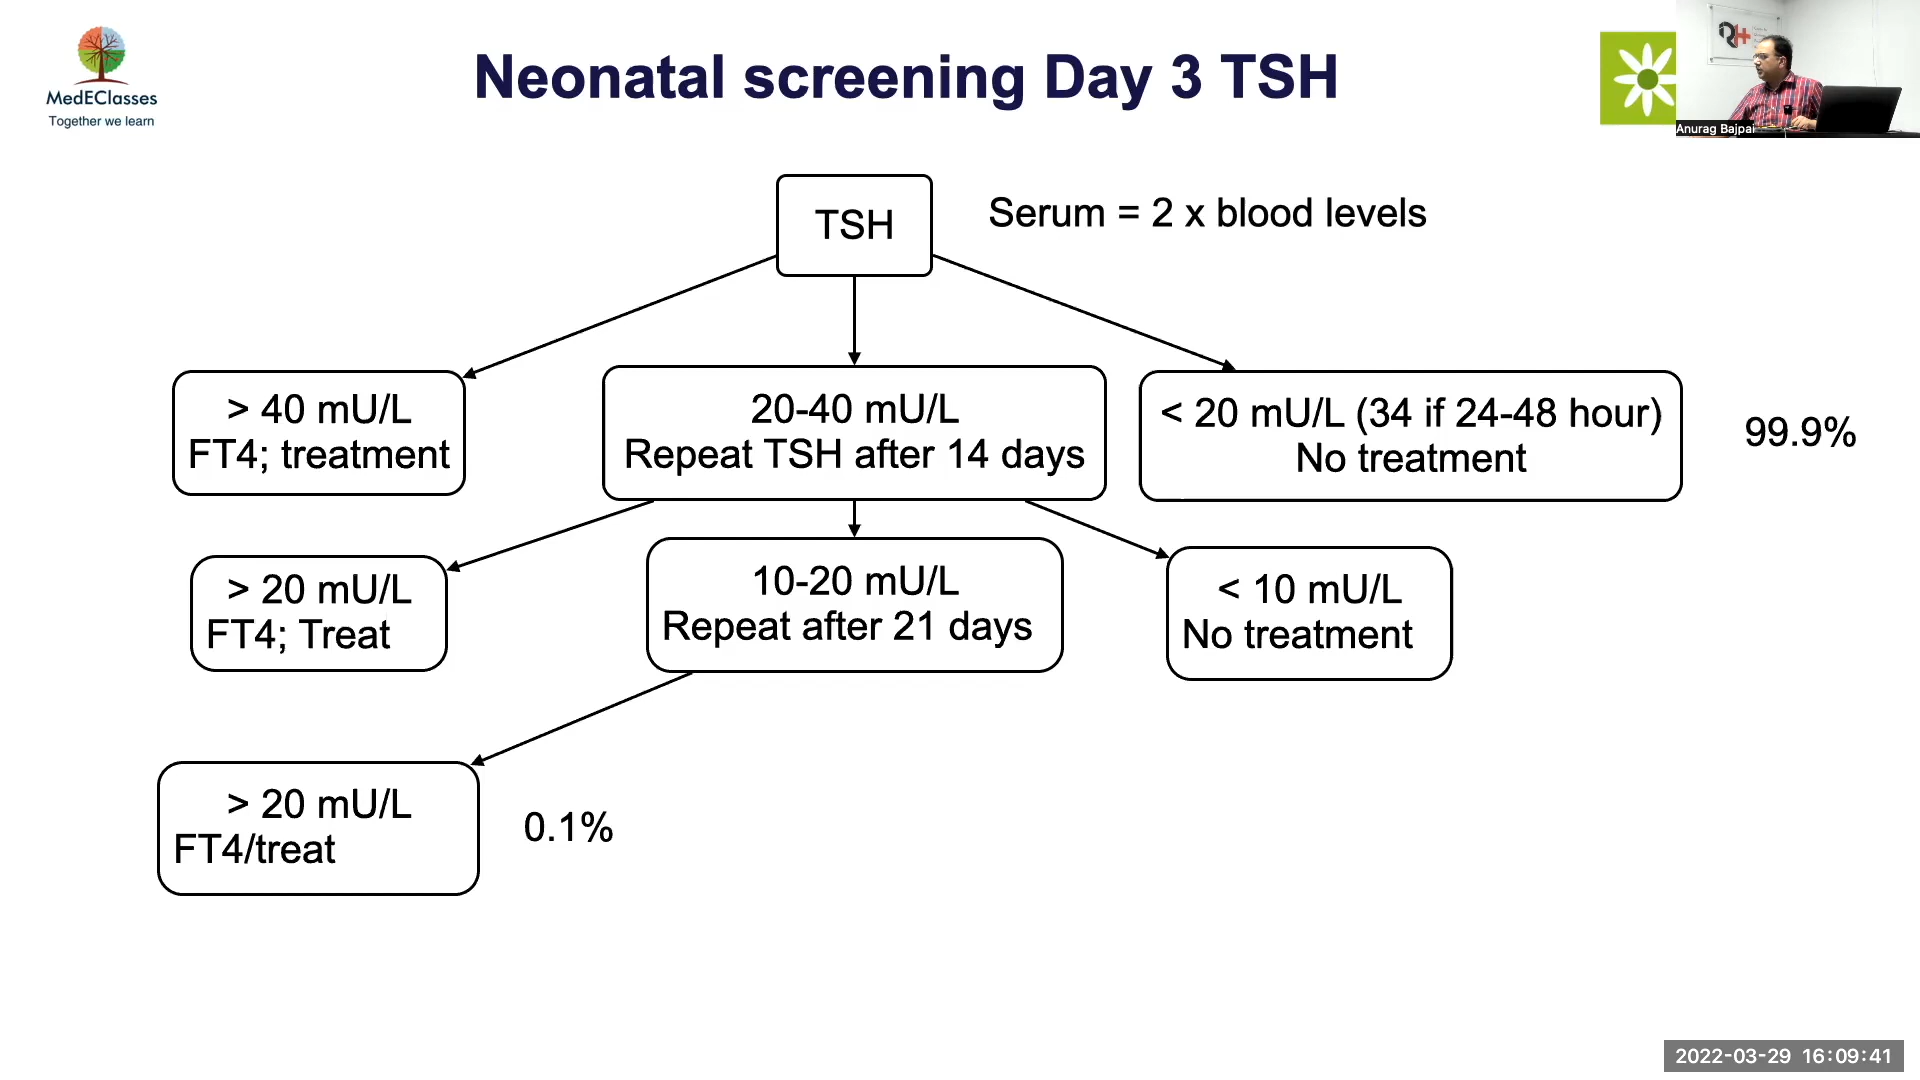 MedEClasses
Together we learn
Neonatal screening Day 3 TSH
Anurag Bajpai
TSH
Serum = 2 x blood levels
> 40 mU/L
FT4; treatment
20-40 mU/L
Repeat TSH after 14 days
< 20 mU/L (34 if 24-48 hour)
No treatment
99.9%
> 20 mU/L
FT4; Treat
10-20 mU/L
Repeat after 21 days
< 10 mU/L
No treatment
> 20 mU/L
FT4/treat
0.1%
2022-03-29 16:09:41